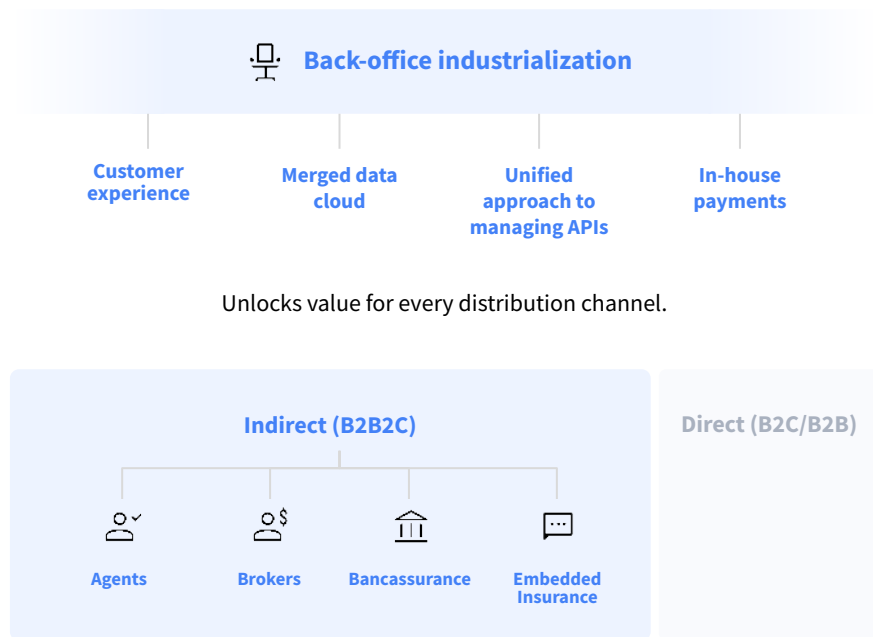 Back-office industrialization
Customer
experience
Merged data
cloud
Unified
approach to
managing APIs
In-house
payments
Unlocks value for every distribution channel.
Indirect (B2B2C)
Direct (B2C/B2B)
Agents
Brokers
Bancassurance
Embedded
Insurance